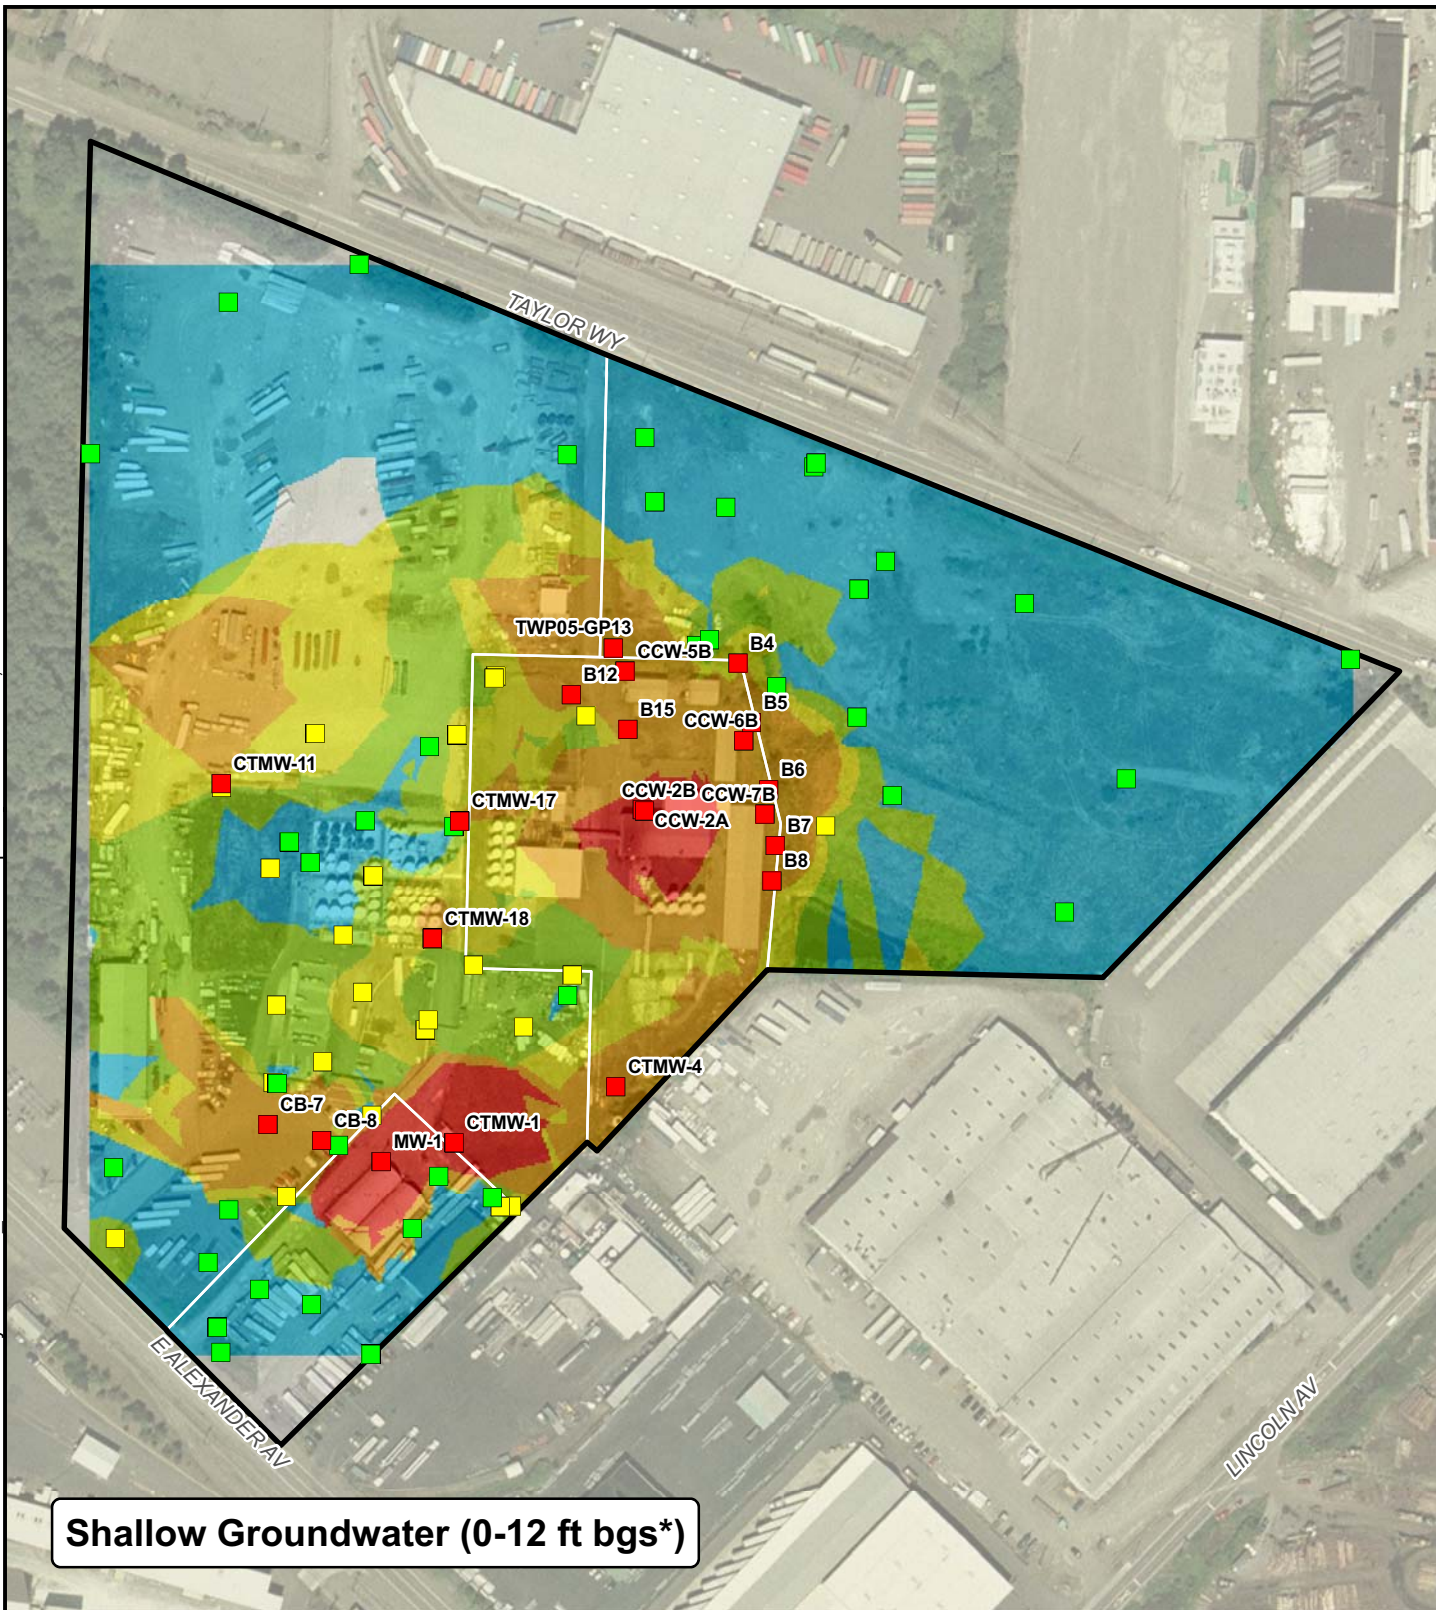 TAYLOR WY
TWP05-GP13
CCW-5B
B4
B12
B5
B15
CCW-6B
CTMW-11
B6
CCW-2B
CCW-7B
CTMW-17
CCW-2A
B7
B8
CTMW-18
CTMW-4
CB-7
CB-8
CTMW-1
MW-1
E ALEXANDER AV
LINCOLN AV
Shallow Groundwater (0-12 ft bgs*)